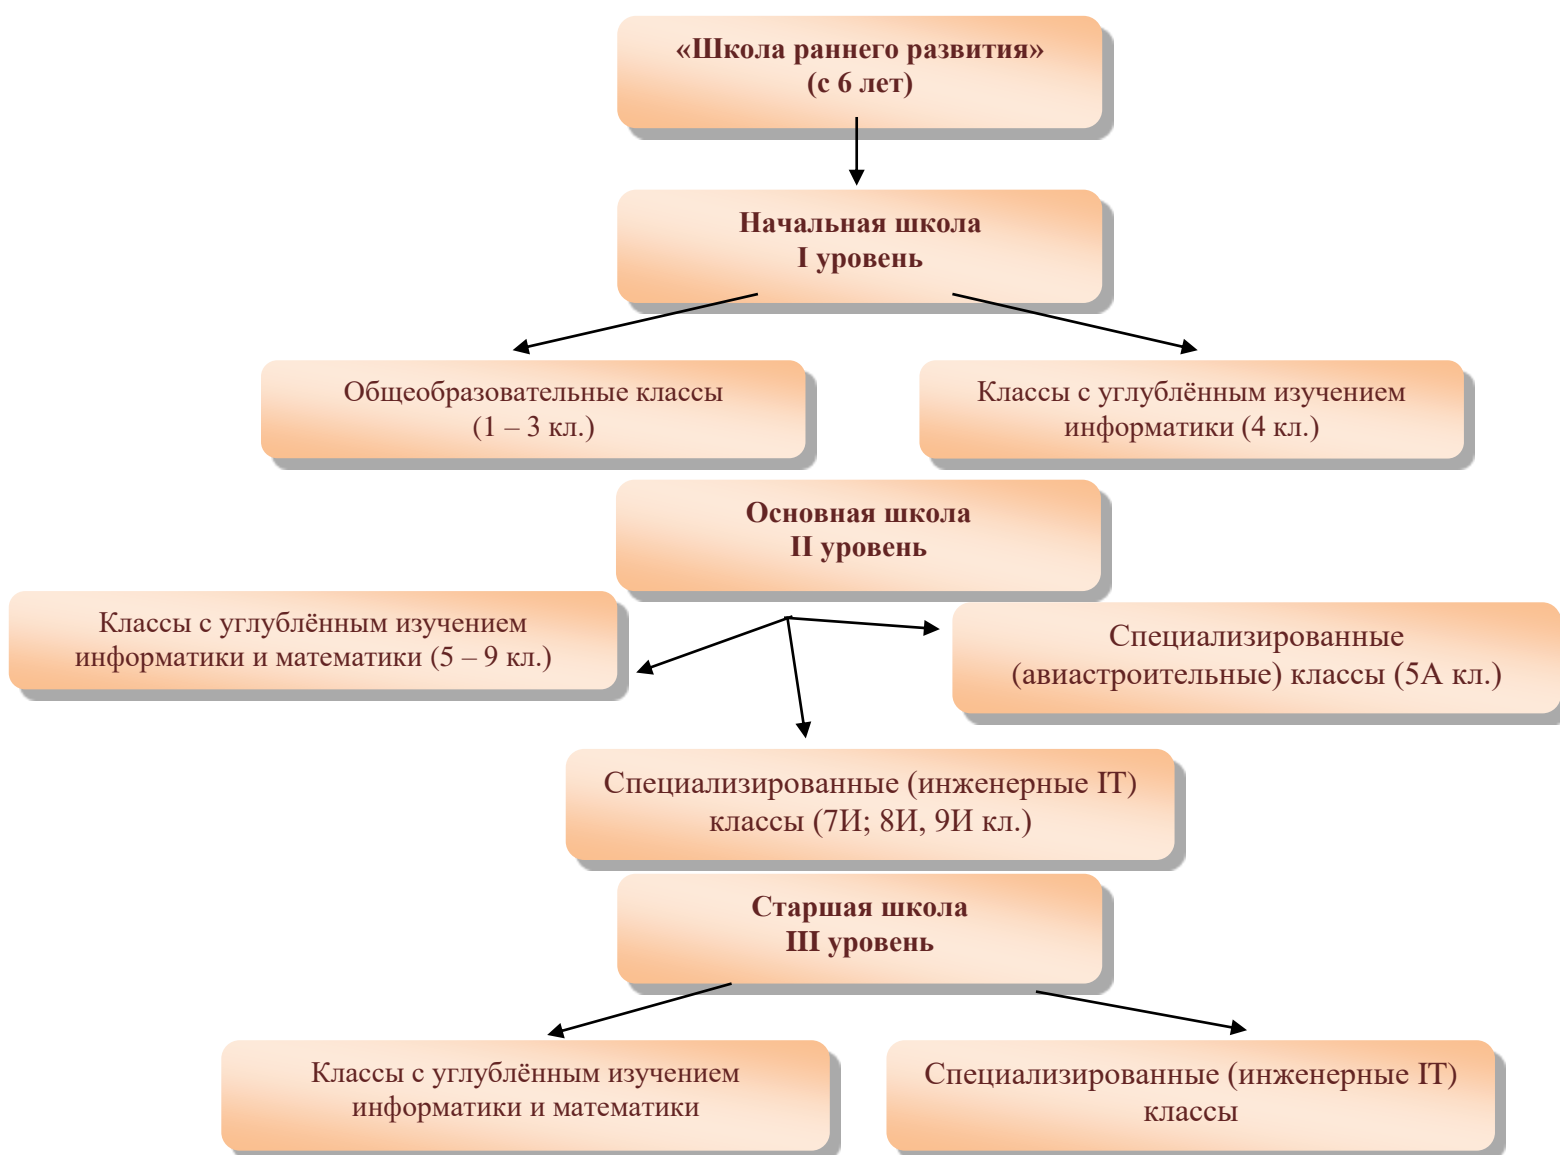 «Школа раннего развития»
(с 6 лет)
Начальная школа
I уровень
Общеобразовательные классы
(1 – 3 кл.)
Классы с углублённым изучением
информатики (4 кл.)
Основная школа
II уровень
Классы с углублённым изучением
информатики и математики (5 – 9 кл.)
Специализированные
(авиастроительные) классы (5А кл.)
Специализированные (инженерные IT)
классы (7И; 8И, 9И кл.)
Старшая школа
III уровень
Классы с углублённым изучением
информатики и математики
Специализированные (инженерные IT)
классы